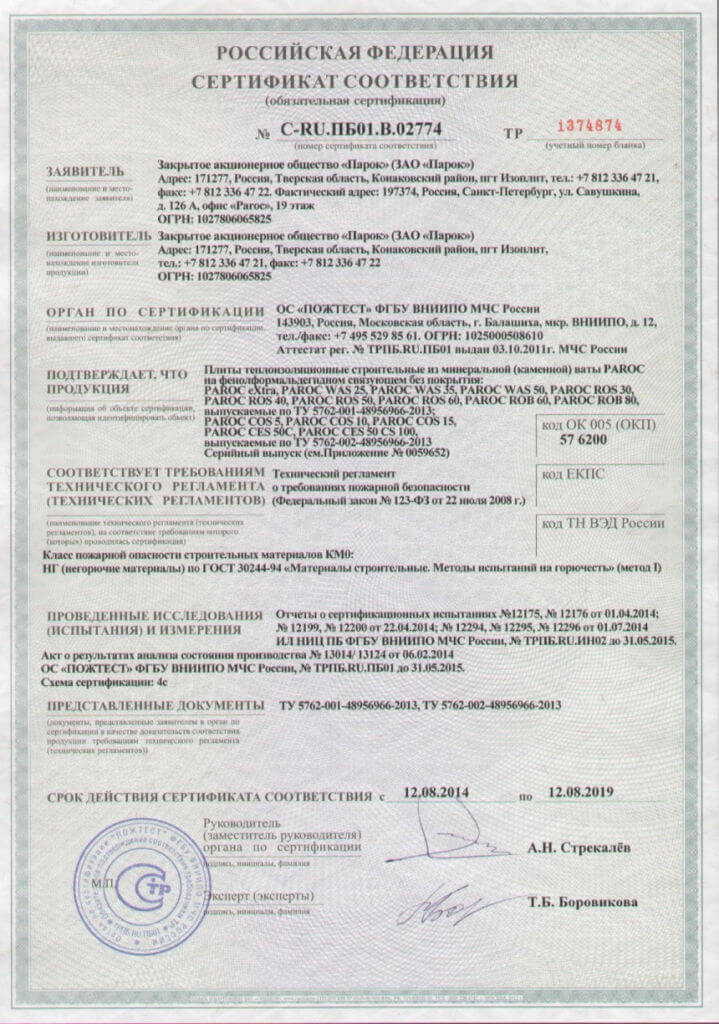 РОССИЙСКАЯ ФЕДЕРАЦИЯ
СЕРТИФИКАТ СООТВЕТСТВИЯ
(обязательная сертификация)
№ C-RU.ПБ01.В.02774
(номер сертификата соответствия)
ТР 1374874
(учетный номер бланка)
ЗАЯВИТЕЛЬ
(наименование и место-
нахождение заявителя)
Закрытое акционерное общество «Парок» (ЗАО «Парок»)
Адрес: 171277, Россия, Тверская область, Конаковский район, пгт Изоплит, тел.: +7 812 336 47 21,
факс: +7 812 336 47 22. Фактический адрес: 197374, Россия, Санкт-Петербург, ул. Савушкина,
д. 126 А, офис «Paroc», 19 этаж
ОГРН: 1027806065825
ИЗГОТОВИТЕЛЬ
(наименование и место-
нахождение изготовителя
продукции)
Закрытое акционерное общество «Парок» (ЗАО «Парок»)
Адрес: 171277, Россия, Тверская область, Конаковский район, пгт Изоплит,
тел.: +7 812 336 47 21, факс: +7 812 336 47 22
ОГРН: 1027806065825
ОРГАН ПО СЕРТИФИКАЦИИ
(наименование и местонахождение органа по сертификации,
выдавшего сертификат соответствия)
ОС «ПОЖТЕСТ» ФГБУ ВНИИПО МЧС России
143903, Россия, Московская область, г. Балашиха, мкр. ВНИИПО, д. 12,
тел./факс: +7 495 529 85 61. ОГРН: 1025000508610
Аттестат рег. № ТРПБ.RU.ПБ01 выдан 03.10.2011г. МЧС России
ПОДТВЕРЖДАЕТ, ЧТО
ПРОДУКЦИЯ
(информация об объекте сертификации,
позволяющая идентифицировать объект)
Плиты теплоизоляционные строительные из минеральной (каменной) ваты PAROC
на фенолформальдегидном связующем без покрытия:
PAROC eXtra, PAROC WAS 25, PAROC WAS 35, PAROC WAS 50, PAROC ROS 30,
PAROC ROS 40, PAROC ROS 50, PAROC ROS 60, PAROC ROB 60, PAROC ROB 80,
выпускаемые по ТУ 5762-001-48956966-2013;
PAROC COS 5, PAROC COS 10, PAROC COS 15,
PAROC CES 50C, PAROC CES 50 CS 100,
выпускаемые по ТУ 5762-002-48956966-2013
Серийный выпуск (см.Приложение № 0059652)
код ОК 005 (ОКП)
57 6200
код ЕКПС
код ТН ВЭД России
СООТВЕТСТВУЕТ ТРЕБОВАНИЯМ
ТЕХНИЧЕСКОГО РЕГЛАМЕНТА
(ТЕХНИЧЕСКИХ РЕГЛАМЕНТОВ)
(наименование технического регламента (технических
регламентов), на соответствие требованиям которого
(которых) проводилась сертификация)
Технический регламент
о требованиях пожарной безопасности
(Федеральный закон № 123-ФЗ от 22 июля 2008 г.)
Класс пожарной опасности строительных материалов КМ0:
НГ (негорючие материалы) по ГОСТ 30244-94 «Материалы строительные. Методы испытаний на горючесть» (метод I)
ПРОВЕДЕННЫЕ ИССЛЕДОВАНИЯ
(ИСПЫТАНИЯ) И ИЗМЕРЕНИЯ
Отчеты о сертификационных испытаниях №12175, № 12176 от 01.04.2014;
№ 12199, № 12200 от 22.04.2014; № 12294, № 12295, № 12296 от 01.07.2014
ИЛ НИЦ ПБ ФГБУ ВНИИПО МЧС России, № ТРПБ.RU.ИН02 до 31.05.2015.
Акт о результатах анализа состояния производства № 13014/ 13124 от 06.02.2014
ОС «ПОЖТЕСТ» ФГБУ ВНИИПО МЧС России, № ТРПБ.RU.ПБ01 до 31.05.2015.
Схема сертификации: 4с
ПРЕДСТАВЛЕННЫЕ ДОКУМЕНТЫ
(документы, представленные заявителем в орган по
сертификации в качестве доказательств соответствия
продукции требованиям технического регламента
(технических регламентов))
ТУ 5762-001-48956966-2013, ТУ 5762-002-48956966-2013
СРОК ДЕЙСТВИЯ СЕРТИФИКАТА СООТВЕТСТВИЯ с 12.08.2014 по 12.08.2019
Руководитель
(заместитель руководителя)
органа по сертификации
подпись, инициалы, фамилия
А.Н. Стрекалёв
М.П.
Эксперт (эксперты)
подпись, инициалы, фамилия
Т.Б. Боровикова